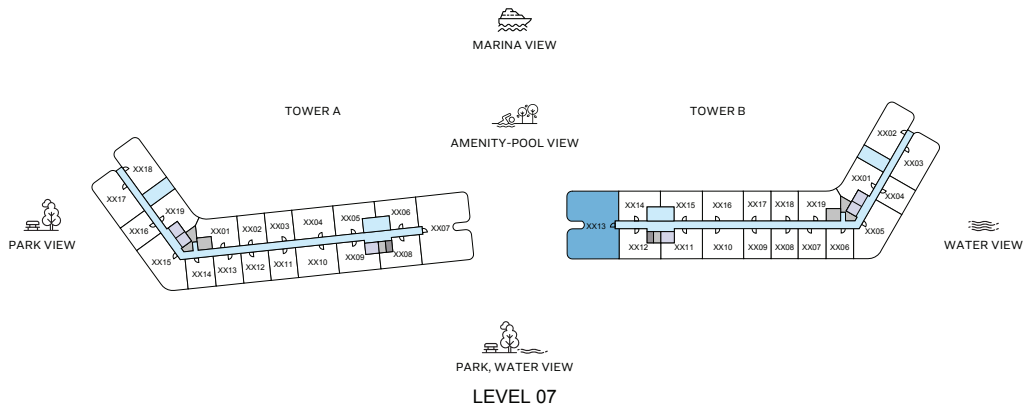 MARINA VIEW
TOWER A
TOWER B
AMENITY-POOL VIEW
PARK VIEW
WATER VIEW
XX18
XX17
XX19
XX16
XX15
XX01
XX02
XX03
XX04
XX05
XX06
XX07
XX14
XX13
XX12
XX11
XX10
XX09
XX08
XX02
XX03
XX01
XX04
XX14
XX15
XX16
XX17
XX18
XX19
XX05
XX13
XX12
XX11
XX10
XX09
XX08
XX07
XX06
PARK, WATER VIEW
LEVEL 07